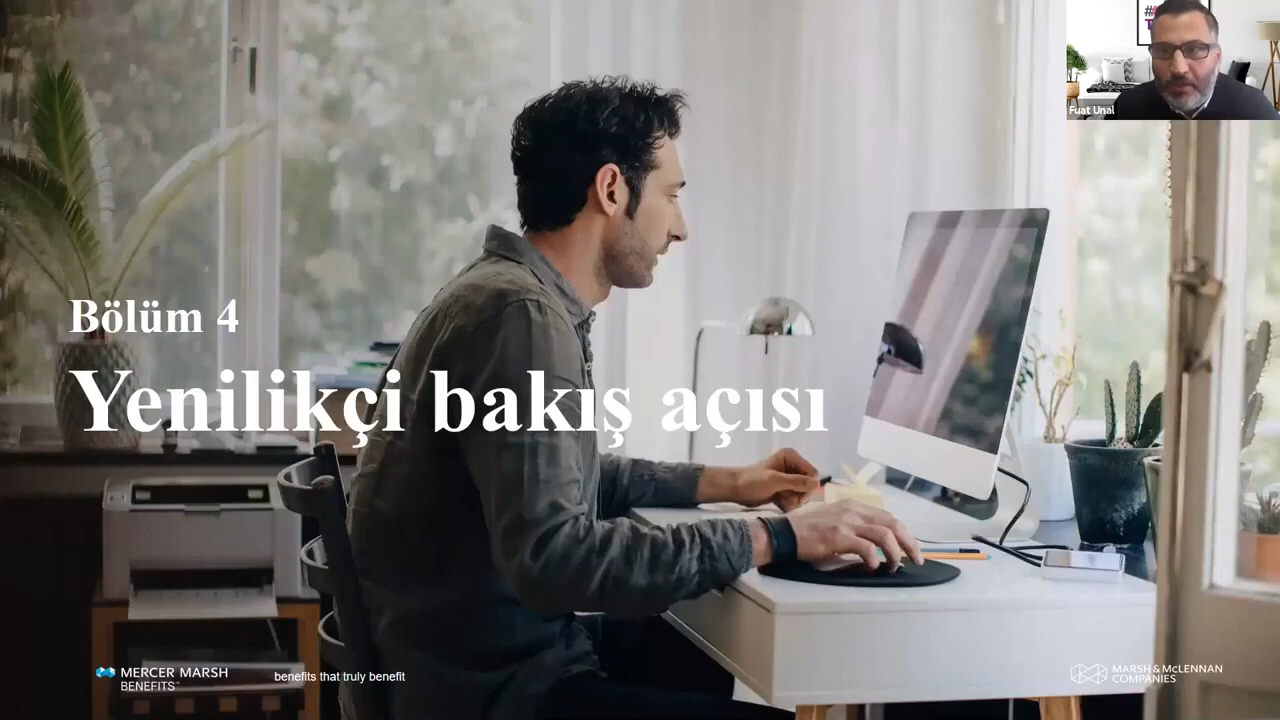 Fuat Unal
Bölüm 4
Yenilikçi bakış açısı
MERCER MARSH
BENEFITS
benefits that truly benefit
MARSH & McLENNAN
COMPANIES